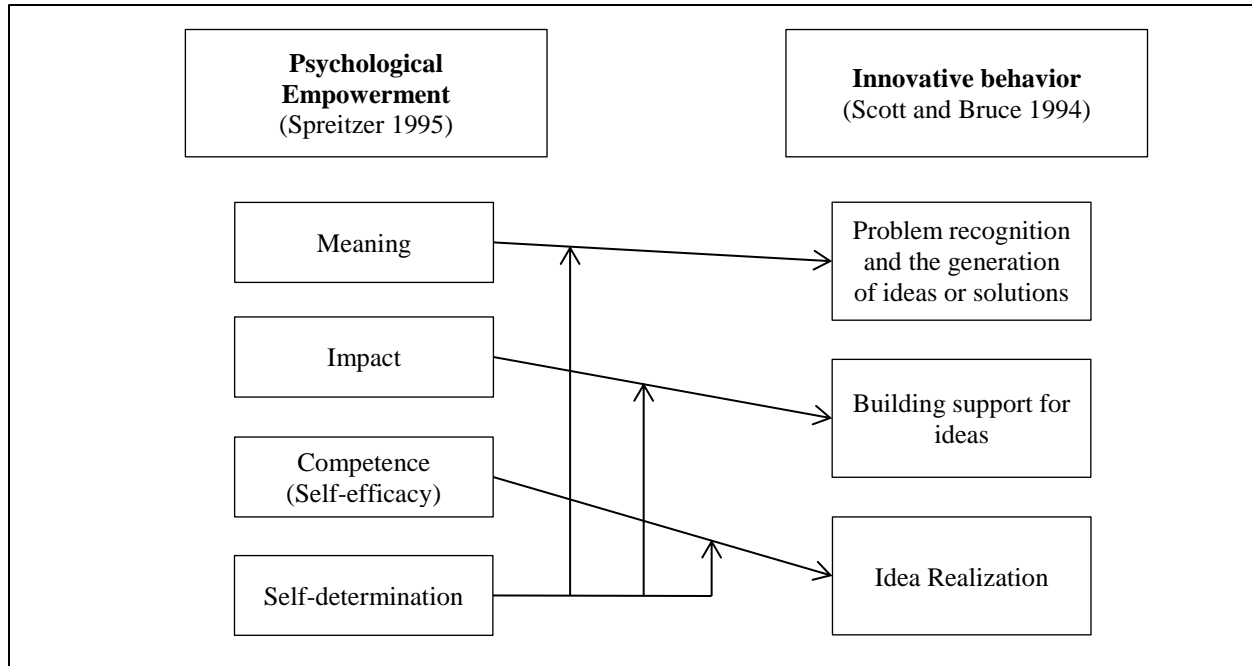 Psychological
Empowerment
(Spreitzer 1995)
Innovative behavior
(Scott and Bruce 1994)
Meaning
Problem recognition
and the generation
of ideas or solutions
Impact
Building support for
ideas
Competence
(Self-efficacy)
Self-determination
Idea Realization